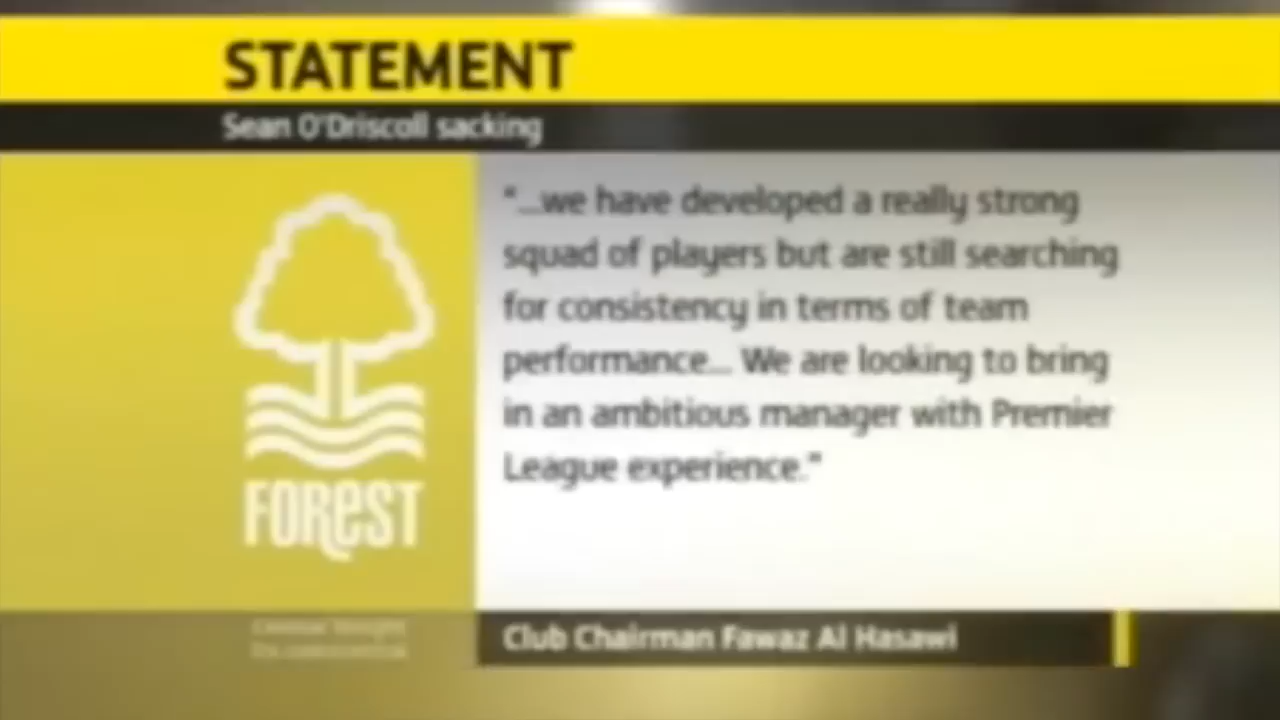 STATEMENT
Sean O'Driscoll sacking
"...we have developed a really strong
squad of players but are still searching
for consistency in terms of team
performance... We are looking to bring
in an ambitious manager with Premier
League experience."
FOREST
Club Chairman Fawaz Al Hasawi